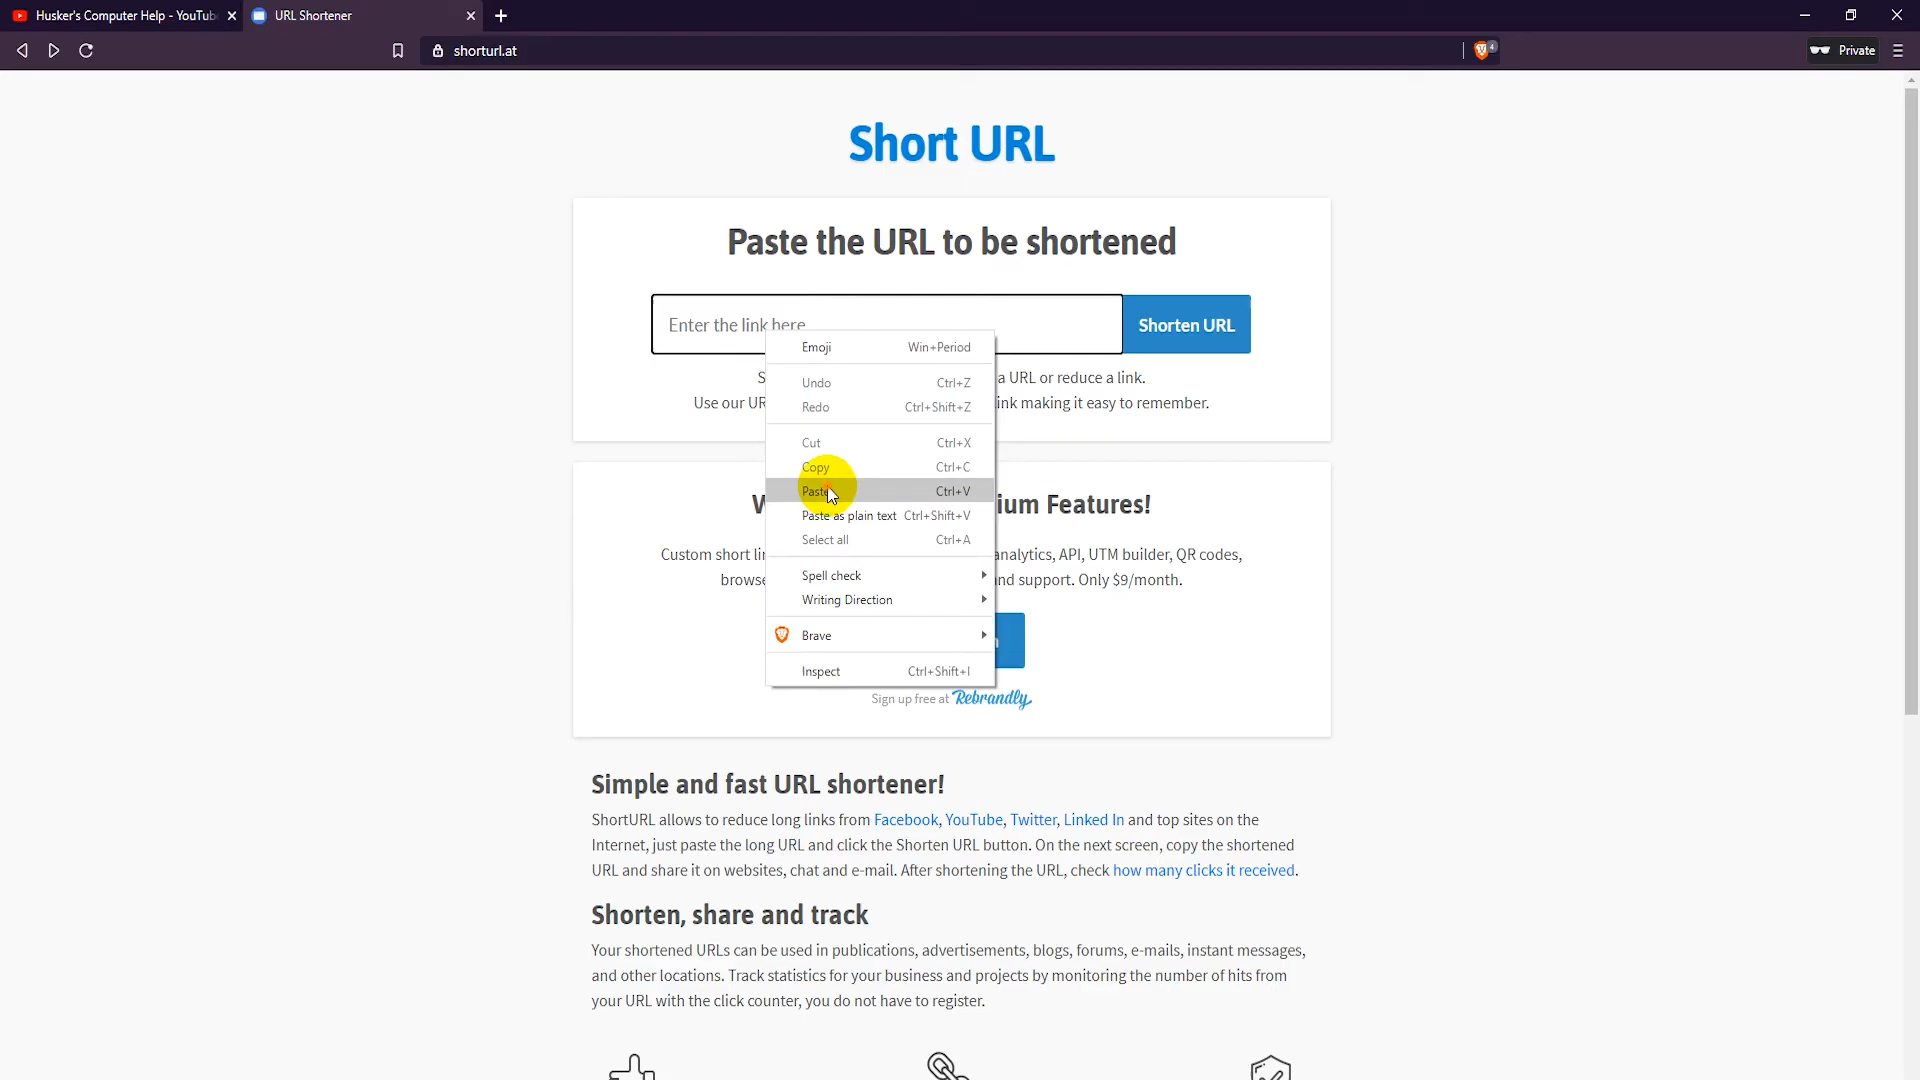 Husker's Computer Help - YouTub
URL Shortener
shorturl.at
4
Private
Short URL
Paste the URL to be shortened
Enter the link here
Shorten URL
a URL or reduce a link.
Use our UR
ink making it easy to remember.
Emoji Win+Period
Undo Ctrl+Z
Redo Ctrl+Shift+Z
Cut Ctrl+X
Copy Ctrl+C
Paste Ctrl+V
Paste as plain text Ctrl+Shift+V
Select all Ctrl+A
Spell check
Writing Direction
Brave
Inspect Ctrl+Shift+I
ium Features!
Custom short li
analytics, API, UTM builder, QR codes,
browse
and support. Only $9/month.
Sign up free at Rebrandly
Simple and fast URL shortener!
ShortURL allows to reduce long links from Facebook, YouTube, Twitter, Linked In and top sites on the
Internet, just paste the long URL and click the Shorten URL button. On the next screen, copy the shortened
URL and share it on websites, chat and e-mail. After shortening the URL, check how many clicks it received.
Shorten, share and track
Your shortened URLs can be used in publications, advertisements, blogs, forums, e-mails, instant messages,
and other locations. Track statistics for your business and projects by monitoring the number of hits from
your URL with the click counter, you do not have to register.